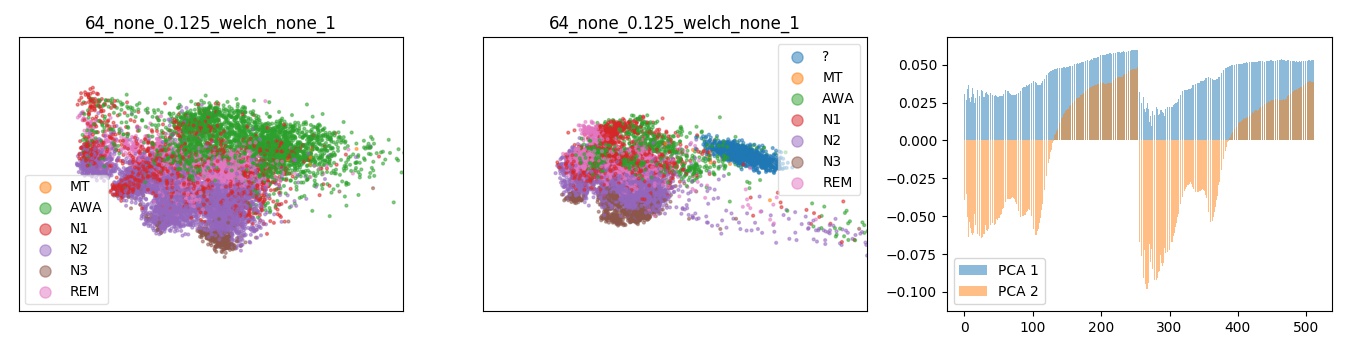 64_none_0.125_welch_none_1
MT
AWA
N1
N2
N3
REM
64_none_0.125_welch_none_1
?
MT
AWA
N1
N2
N3
REM
0.050
0.025
0.000
−0.025
−0.050
−0.075
−0.100
PCA 1
PCA 2
0
100
200
300
400
500